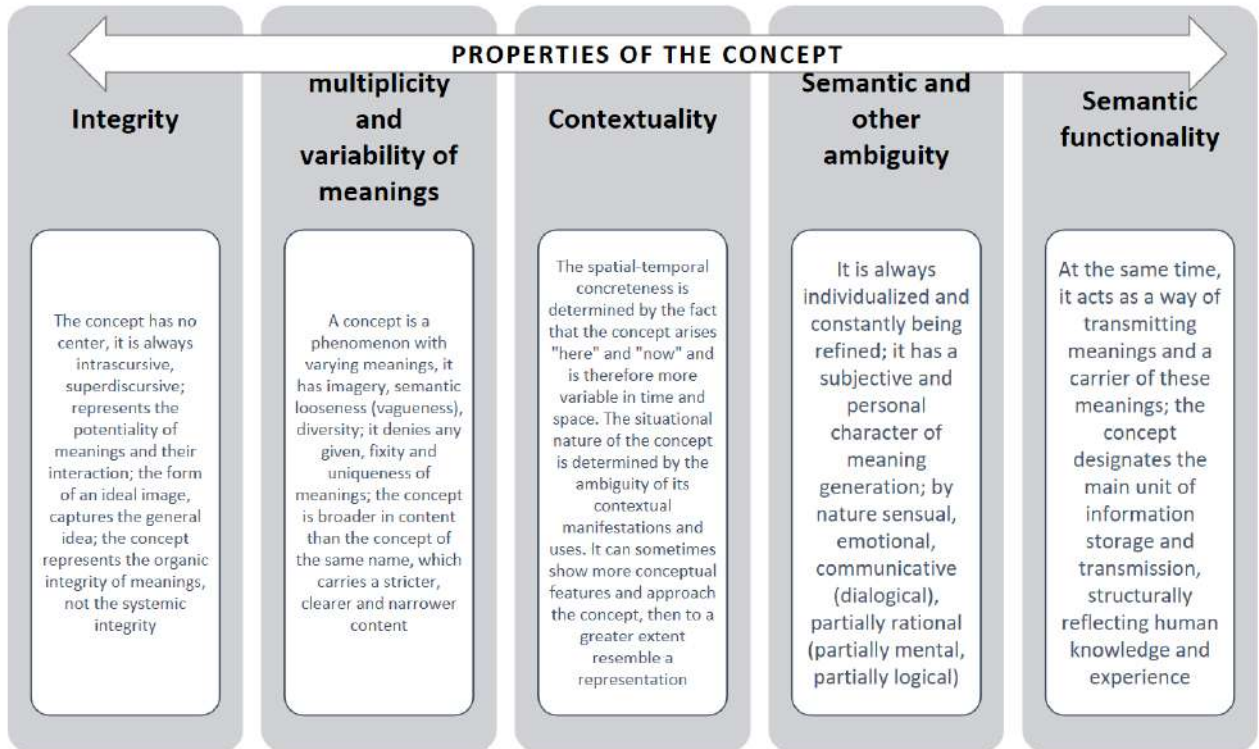 PROPERTIES OF THE CONCEPT
Integrity
The concept has no
center, it is always
intrascursive,
superdiscursive;
represents the
potentiality of
meanings and their
interaction; the form
of an ideal image,
captures the general
idea; the concept
represents the organic
integrity of meanings,
not the systemic
integrity
multiplicity
and
variability of
meanings
A concept is a
phenomenon with
varying meanings, it
has imagery, semantic
looseness (vagueness),
diversity; it denies any
given, fixity and
uniqueness of
meanings; the concept
is broader in content
than the concept of
the same name, which
carries a stricter,
clearer and narrower
content
Contextuality
The spatial-temporal
concreteness is
determined by the fact
that the concept arises
"here" and "now" and
is therefore more
variable in time and
space. The situational
nature of the concept
is determined by the
ambiguity of its
contextual
manifestations and
uses. It can sometimes
show more conceptual
features and approach
the concept, then to a
greater extent
resemble a
representation
Semantic and
other
ambiguity
It is always
individualized and
constantly being
refined; it has a
subjective and
personal
character of
meaning
generation; by
nature sensual,
emotional,
communicative
(dialogical),
partially rational
(partially mental,
partially logical)
Semantic
functionality
At the same time,
it acts as a way of
transmitting
meanings and a
carrier of these
meanings; the
concept
designates the
main unit of
information
storage and
transmission,
structurally
reflecting human
knowledge and
experience